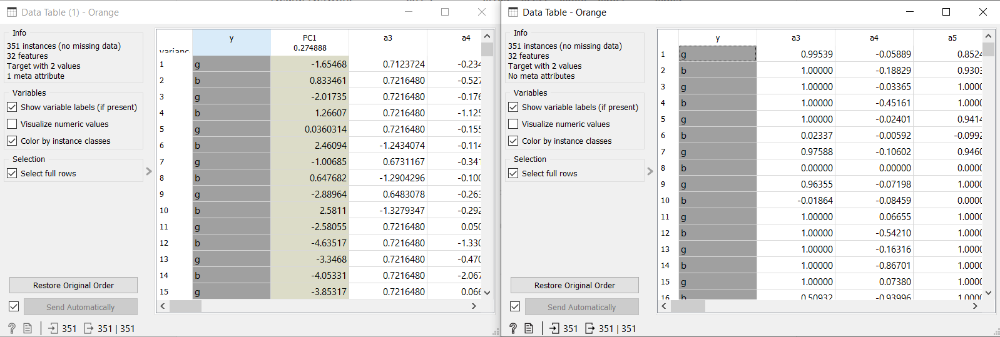 Data Table (1) - Orange
Info
351 instances (no missing data)
32 features
Target with 2 values
1 meta attribute
Variables
Show variable labels (if present)
Visualize numeric values
Color by instance classes
Selection
Select full rows
Restore Original Order
Send Automatically
351 351 | 351
y PC1 a3 a4
varianc 0.274888
1 g -1.65468 0.7123724 -0.234
2 b 0.833461 0.7216480 -0.527
3 g -2.01735 0.7216480 -0.176
4 b 1.26607 0.7216480 -1.125
5 g 0.0360314 0.7216480 -0.155
6 b 2.46094 -1.2434074 -0.114
7 g -1.00685 0.6731167 -0.341
8 b 0.647682 -1.2904296 -0.100
9 g -2.88964 0.6483078 -0.263
10 b 2.5811 -1.3279347 -0.292
11 g -2.58055 0.7216480 0.050
12 b -4.63517 0.7216480 -1.330
13 g -3.3468 0.7216480 -0.470
14 b -4.05331 0.7216480 -2.067
15 g -3.85317 0.7216480 0.066
Data Table - Orange
Info
351 instances (no missing data)
32 features
Target with 2 values
No meta attributes
Variables
Show variable labels (if present)
Visualize numeric values
Color by instance classes
Selection
Select full rows
Restore Original Order
Send Automatically
351 351 | 351
y a3 a4 a5
1 g 0.99539 -0.05889 0.8524
2 b 1.00000 -0.18829 0.9303
3 g 1.00000 -0.03365 1.0000
4 b 1.00000 -0.45161 1.0000
5 g 1.00000 -0.02401 0.9414
6 b 0.02337 -0.00592 -0.0992
7 g 0.97588 -0.10602 0.9460
8 b 0.00000 0.00000 0.0000
9 g 0.96355 -0.07198 1.0000
10 b -0.01864 -0.08459 0.0000
11 g 1.00000 0.06655 1.0000
12 b 1.00000 -0.54210 1.0000
13 g 1.00000 -0.16316 1.0000
14 b 1.00000 -0.86701 1.0000
15 g 1.00000 0.07380 1.0000
16 b 0.50932 -0.93996 1.0000